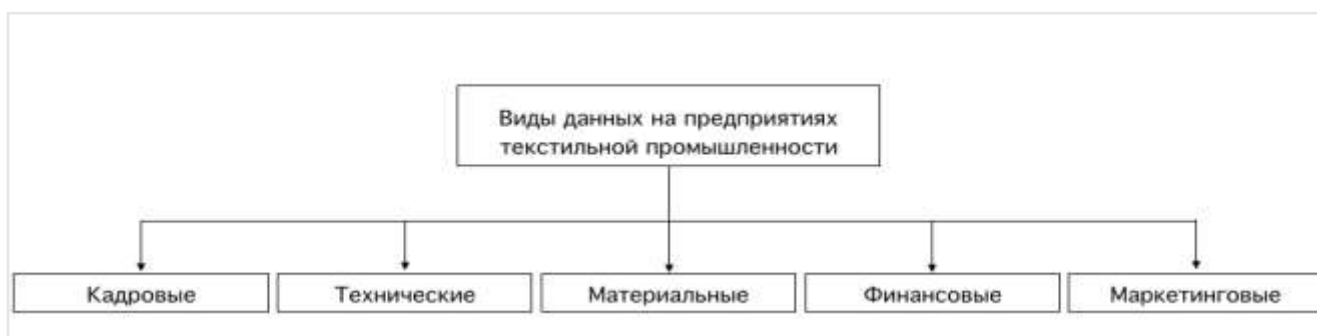 Виды данных на предприятиях
текстильной промышленности
Кадровые
Технические
Материальные
Финансовые
Маркетинговые